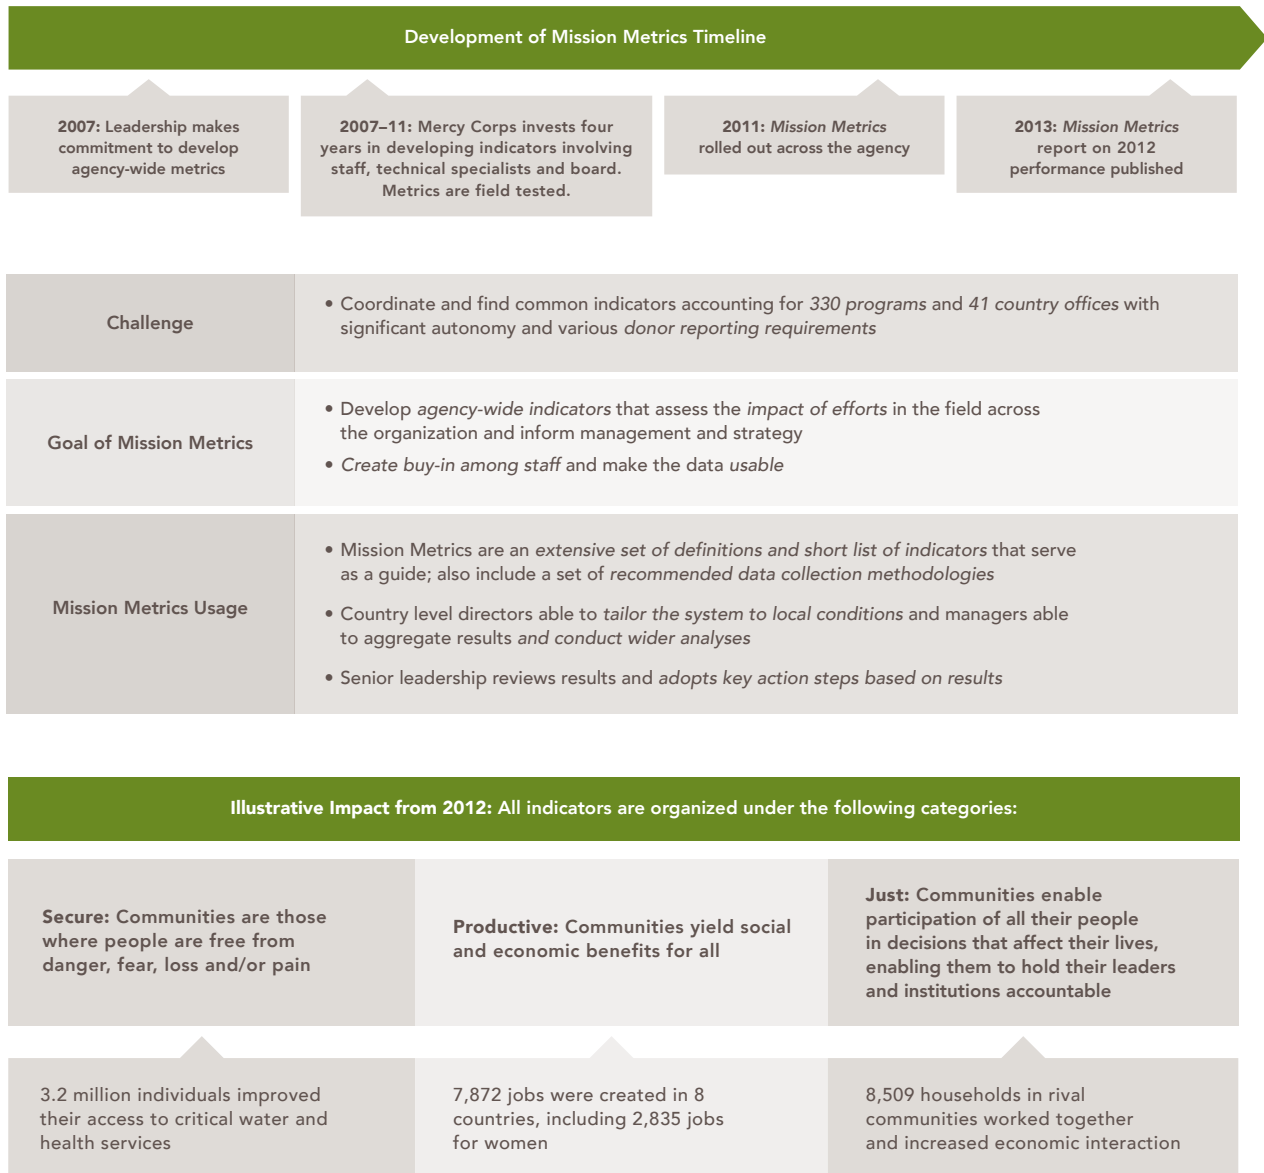 Development of Mission Metrics Timeline
2007: Leadership makes
commitment to develop
agency-wide metrics
2007–11: Mercy Corps invests four
years in developing indicators involving
staff, technical specialists and board.
Metrics are field tested.
2011: Mission Metrics
rolled out across the agency
2013: Mission Metrics
report on 2012
performance published
Challenge
• Coordinate and find common indicators accounting for 330 programs and 41 country offices with
significant autonomy and various donor reporting requirements
Goal of Mission Metrics
• Develop agency-wide indicators that assess the impact of efforts in the field across
the organization and inform management and strategy
• Create buy-in among staff and make the data usable
Mission Metrics Usage
• Mission Metrics are an extensive set of definitions and short list of indicators that serve
as a guide; also include a set of recommended data collection methodologies
• Country level directors able to tailor the system to local conditions and managers able
to aggregate results and conduct wider analyses
• Senior leadership reviews results and adopts key action steps based on results
Illustrative Impact from 2012: All indicators are organized under the following categories:
Secure: Communities are those
where people are free from
danger, fear, loss and/or pain
Productive: Communities yield social
and economic benefits for all
Just: Communities enable
participation of all their people
in decisions that affect their lives,
enabling them to hold their leaders
and institutions accountable
3.2 million individuals improved
their access to critical water and
health services
7,872 jobs were created in 8
countries, including 2,835 jobs
for women
8,509 households in rival
communities worked together
and increased economic interaction